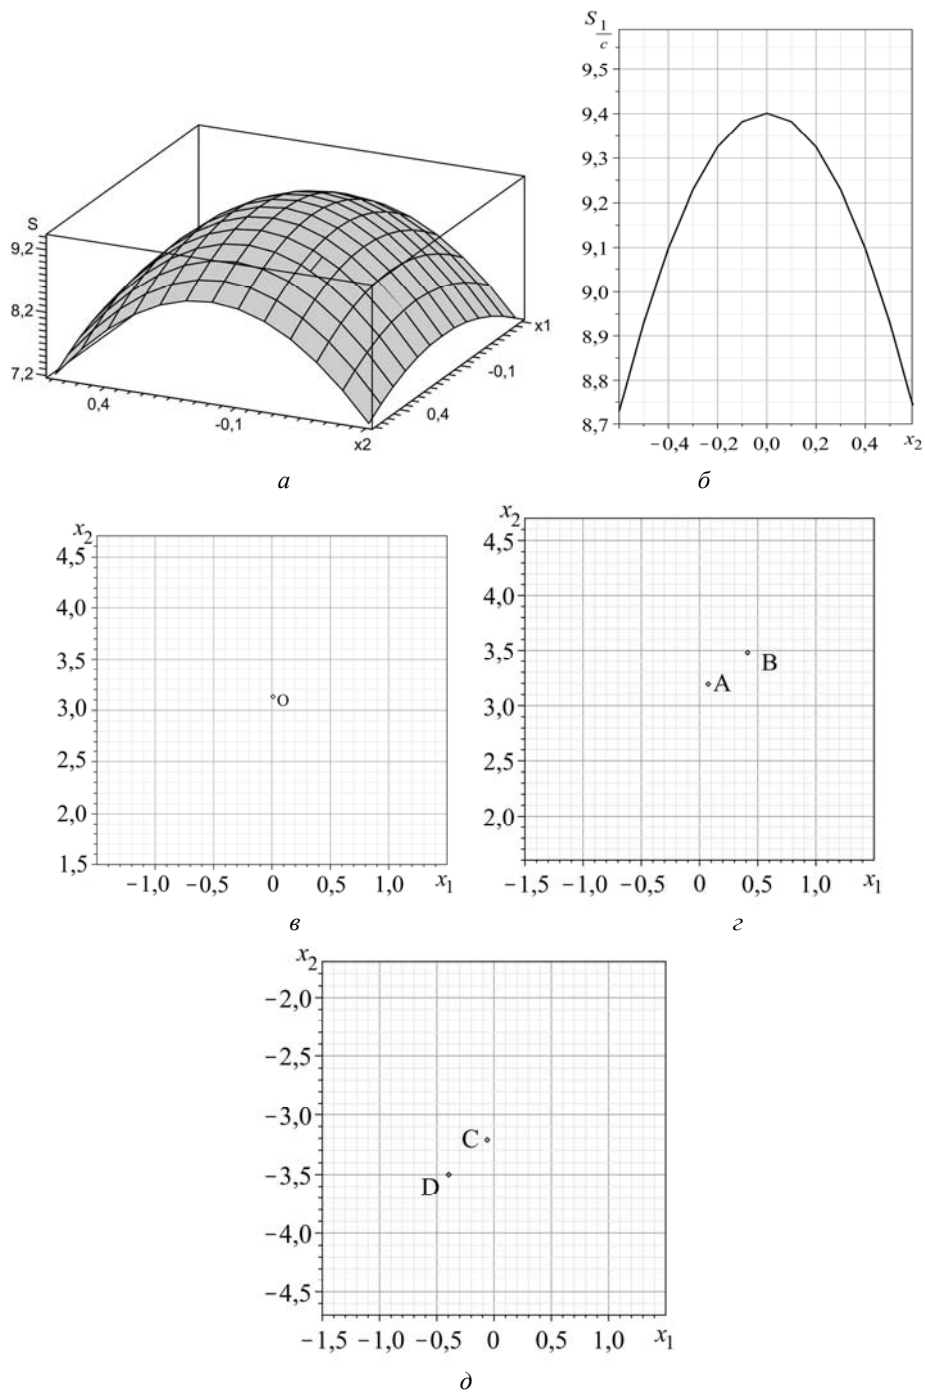 S
9,2
8,2
7,2
0,4
-0,1
x2
0,4
-0,1
x1
а
S 1/c
9,5
9,4
9,3
9,2
9,1
9,0
8,9
8,8
8,7
−0,4 −0,2 0,0 0,2 0,4 x2
б
x2
4,5
4,0
3,5
3,0
2,5
2,0
1,5
O
−1,0 −0,5 0 0,5 1,0 x1
в
x2
4,5
4,0
3,5
3,0
2,5
2,0
A
B
−1,5 −1,0 −0,5 0 0,5 1,0 x1
г
x2
−2,0
−2,5
−3,0
−3,5
−4,0
−4,5
C
D
−1,5 −1,0 −0,5 0 0,5 1,0 x1
д